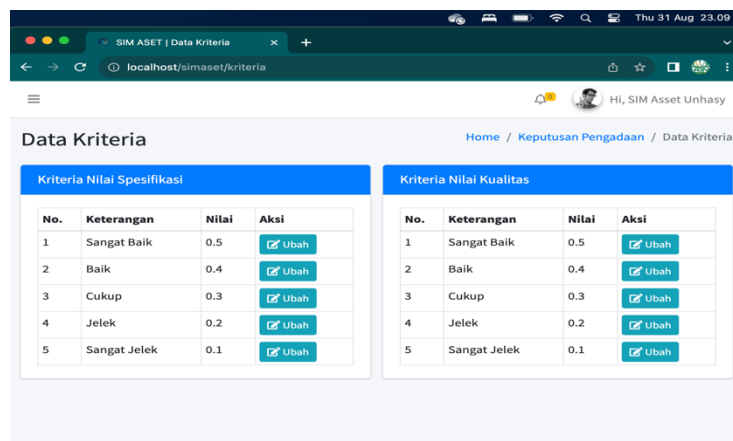 Thu 31 Aug 23.09
SIM ASET | Data Kriteria
localhost/simaset/kriteria
0
Hi, SIM Asset Unhasy
Data Kriteria
Home / Keputusan Pengadaan / Data Kriteria
Kriteria Nilai Spesifikasi
No. Keterangan Nilai Aksi
1 Sangat Baik 0.5 Ubah
2 Baik 0.4 Ubah
3 Cukup 0.3 Ubah
4 Jelek 0.2 Ubah
5 Sangat Jelek 0.1 Ubah
Kriteria Nilai Kualitas
No. Keterangan Nilai Aksi
1 Sangat Baik 0.5 Ubah
2 Baik 0.4 Ubah
3 Cukup 0.3 Ubah
4 Jelek 0.2 Ubah
5 Sangat Jelek 0.1 Ubah